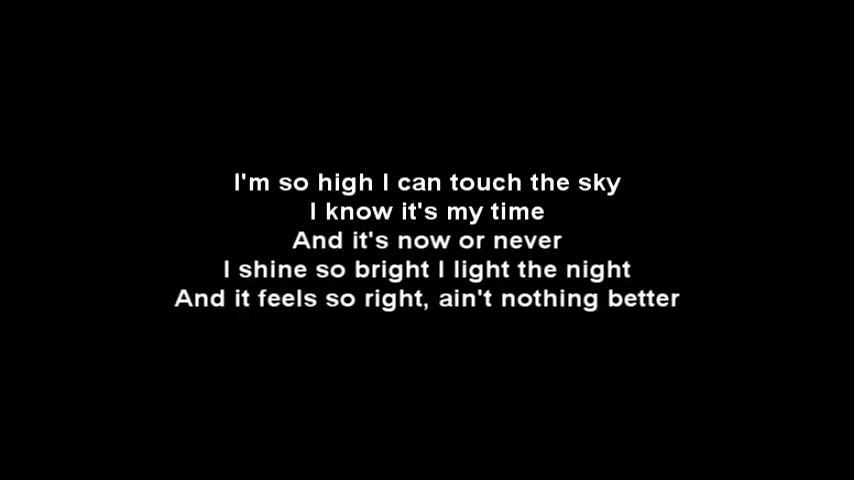 I'm so high I can touch the sky
I know it's my time
And it's now or never
I shine so bright I light the night
And it feels so right, ain't nothing better